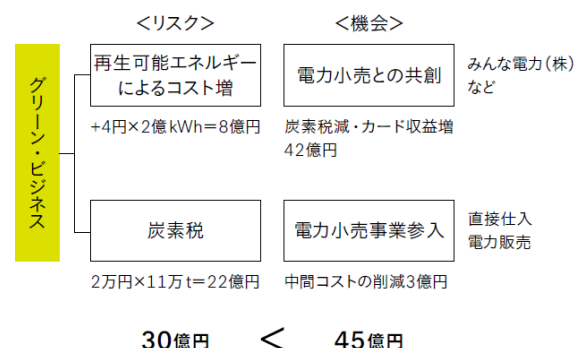 <リスク>
<機会>
グリーン・ビジネス
再生可能エネルギー
によるコスト増
+4円×2億kWh=8億円
電力小売との共創
みんな電力(株)
など
炭素税減・カード収益増
42億円
炭素税
2万円×11万t=22億円
電力小売事業参入
直接仕入
電力販売
中間コストの削減3億円
30億円 < 45億円